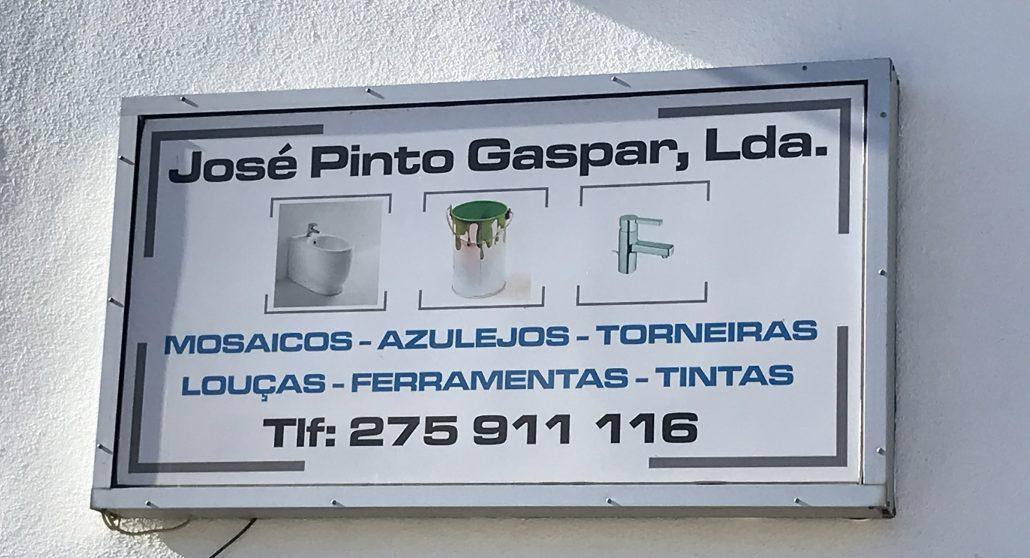 José Pinto Gaspar, Lda.
MOSAICOS - AZULEJOS - TORNEIRAS
LOUÇAS - FERRAMENTAS - TINTAS
Tlf: 275 911 116